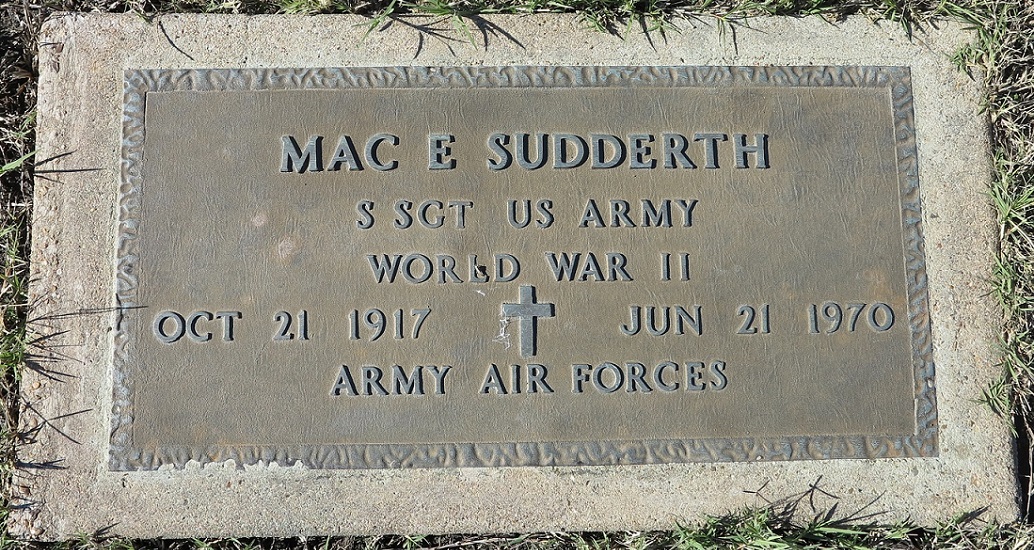 MAC E SUDDERTH
S SGT US ARMY
WORLD WAR II
OCT 21 1917 JUN 21 1970
ARMY AIR FORCES